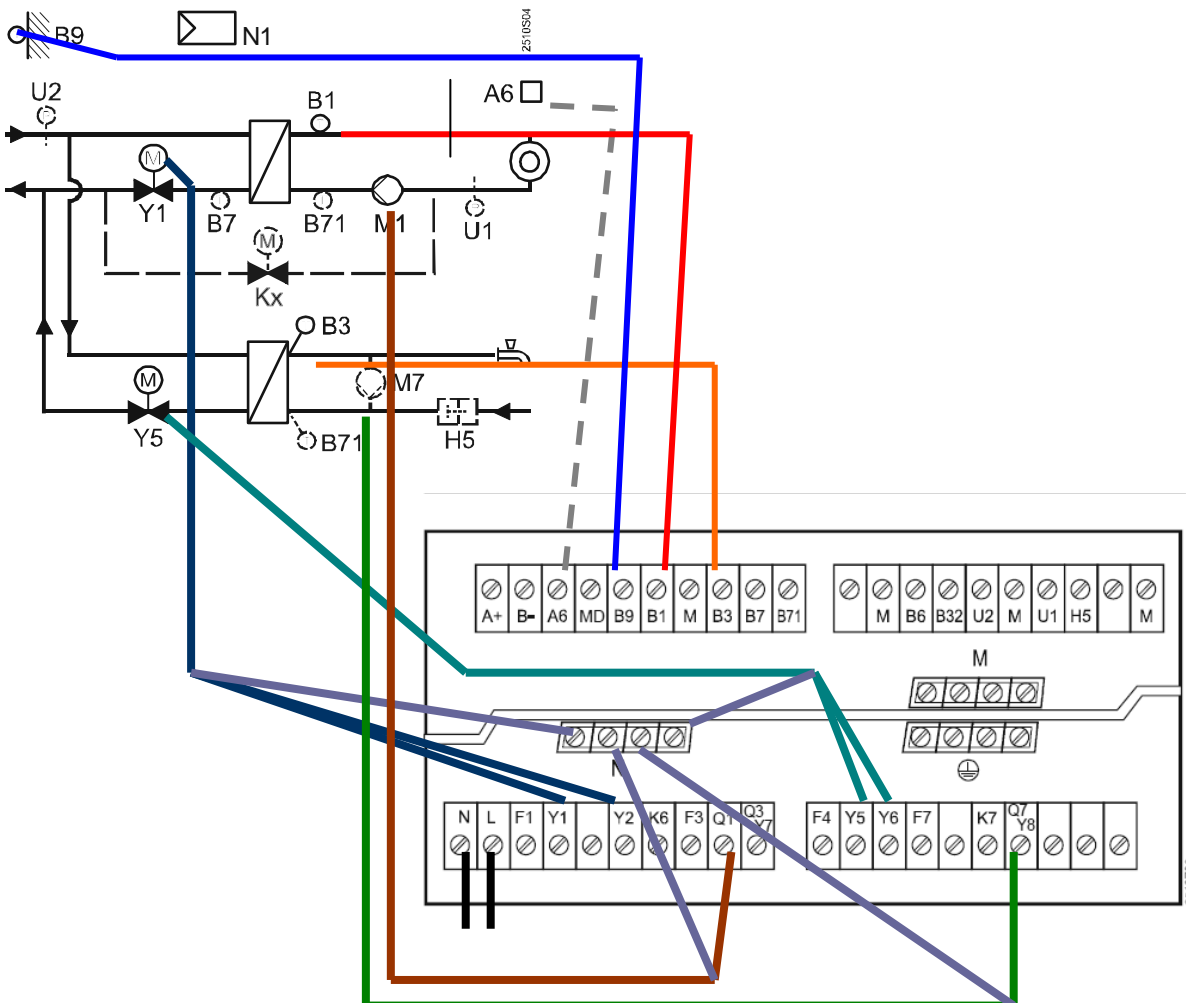 B9
N1
2510S04
U2
B1
A6
M
Y1
B7
B71
M1
U1
M
Kx
B3
M
M7
Y5
B71
H5
A+ B- A6 MD B9 B1 M B3 B7 B71
M B6 B32 U2 M U1 H5 M
M
N
N L F1 Y1 Y2 K6 F3 Q1 Q3 Y7
F4 Y5 Y6 F7 K7 Q7 Y8